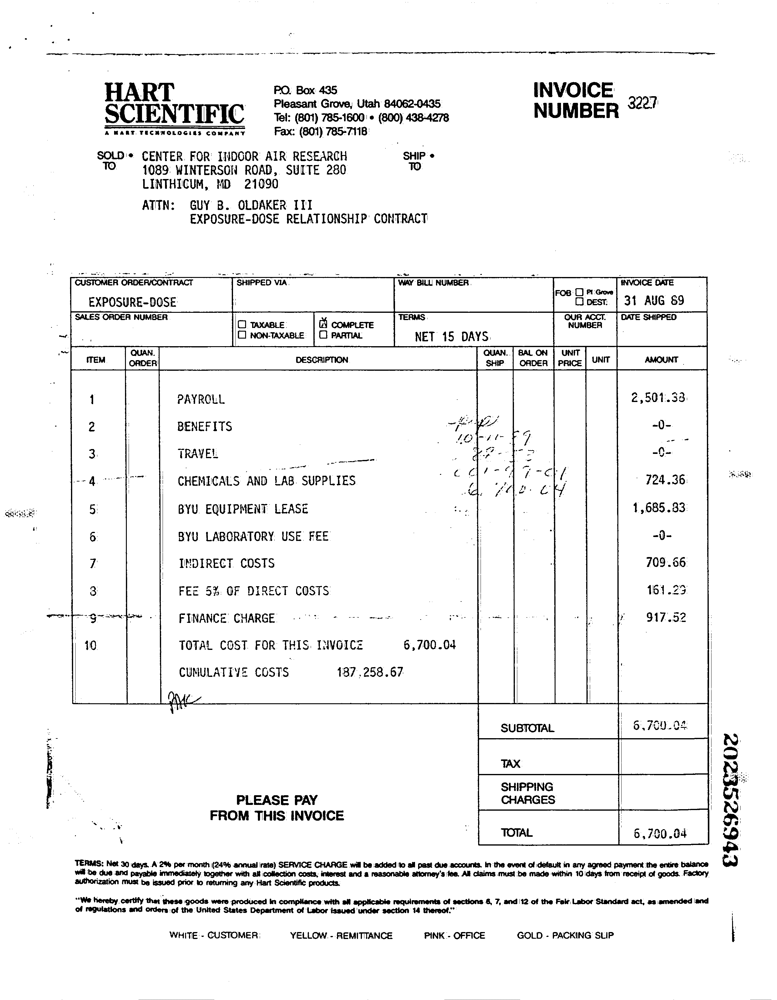 HART
SCIENTIFIC
A HART TECHNOLOGIES COMPANY
P.O. Box 435
Pleasant Grove, Utah 84062-0435
Tel: (801) 785-1600 • (800) 438-4278
Fax: (801) 785-7118
INVOICE
NUMBER 3227
SOLD • TO
CENTER FOR INDOOR AIR RESEARCH
1089 WINTERSON ROAD, SUITE 280
LINTHICUM, MD 21090
SHIP • TO
ATTN: GUY B. OLDAKER III
EXPOSURE-DOSE RELATIONSHIP CONTRACT
CUSTOMER ORDER/CONTRACT SHIPPED VIA WAY BILL NUMBER FOB ☐ Pl. Grove ☐ DEST. INVOICE DATE
EXPOSURE-DOSE 31 AUG 89
SALES ORDER NUMBER ☐ TAXABLE ☒ COMPLETE TERMS OUR ACCT. NUMBER DATE SHIPPED
☐ NON-TAXABLE ☐ PARTIAL NET 15 DAYS
ITEM QUAN. ORDER DESCRIPTION QUAN. SHIP BAL ON ORDER UNIT PRICE UNIT AMOUNT
1 PAYROLL 2,501.38
2 BENEFITS -0-
10-11-89
3 TRAVEL -0-
4 CHEMICALS AND LAB SUPPLIES 724.36
6,700.04
5 BYU EQUIPMENT LEASE 1,685.83
6 BYU LABORATORY USE FEE -0-
7 INDIRECT COSTS 709.66
8 FEE 5% OF DIRECT COSTS 161.29
9 FINANCE CHARGE 917.52
10 TOTAL COST FOR THIS INVOICE 6,700.04
CUMULATIVE COSTS 187,258.67
SUBTOTAL 6,700.04
TAX
SHIPPING CHARGES
TOTAL 6,700.04
PLEASE PAY
FROM THIS INVOICE
2023526943
TERMS: Net 30 days. A 2% per month (24% annual rate) SERVICE CHARGE will be added to all past due accounts. In the event of default in any agreed payment the entire balance
will be due and payable immediately together with all collection costs, interest and a reasonable attorney's fee. All claims must be made within 10 days from receipt of goods. Factory
authorization must be issued prior to returning any Hart Scientific products.
"We hereby certify that these goods were produced in compliance with all applicable requirements of sections 6, 7, and 12 of the Fair Labor Standard act, as amended and
of regulations and orders of the United States Department of Labor issued under section 14 thereof."
WHITE - CUSTOMER YELLOW - REMITTANCE PINK - OFFICE GOLD - PACKING SLIP